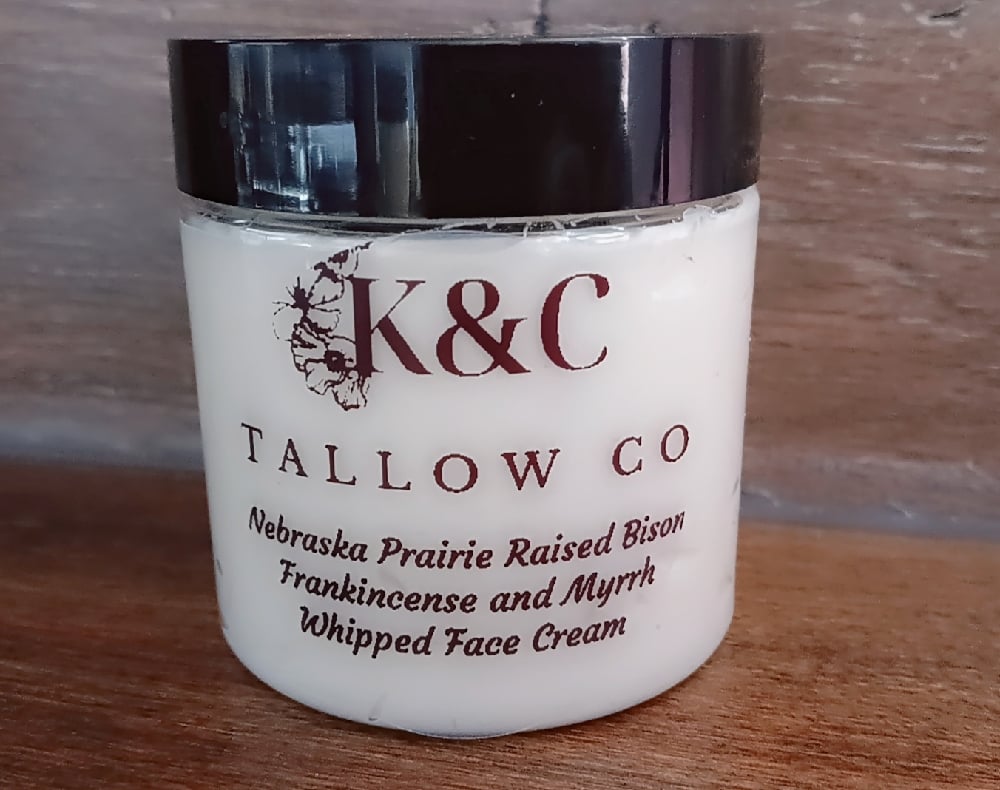 K&C
TALLOW CO
Nebraska Prairie Raised Bison
Frankincense and Myrrh
Whipped Face Cream